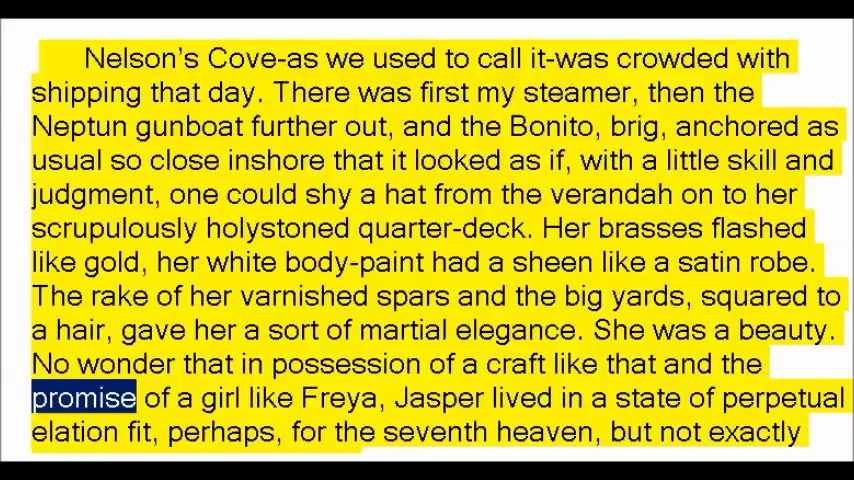 Nelson's Cove-as we used to call it-was crowded with
shipping that day. There was first my steamer, then the
Neptun gunboat further out, and the Bonito, brig, anchored as
usual so close inshore that it looked as if, with a little skill and
judgment, one could shy a hat from the verandah on to her
scrupulously holystoned quarter-deck. Her brasses flashed
like gold, her white body-paint had a sheen like a satin robe.
The rake of her varnished spars and the big yards, squared to
a hair, gave her a sort of martial elegance. She was a beauty.
No wonder that in possession of a craft like that and the
promise of a girl like Freya, Jasper lived in a state of perpetual
elation fit, perhaps, for the seventh heaven, but not exactly